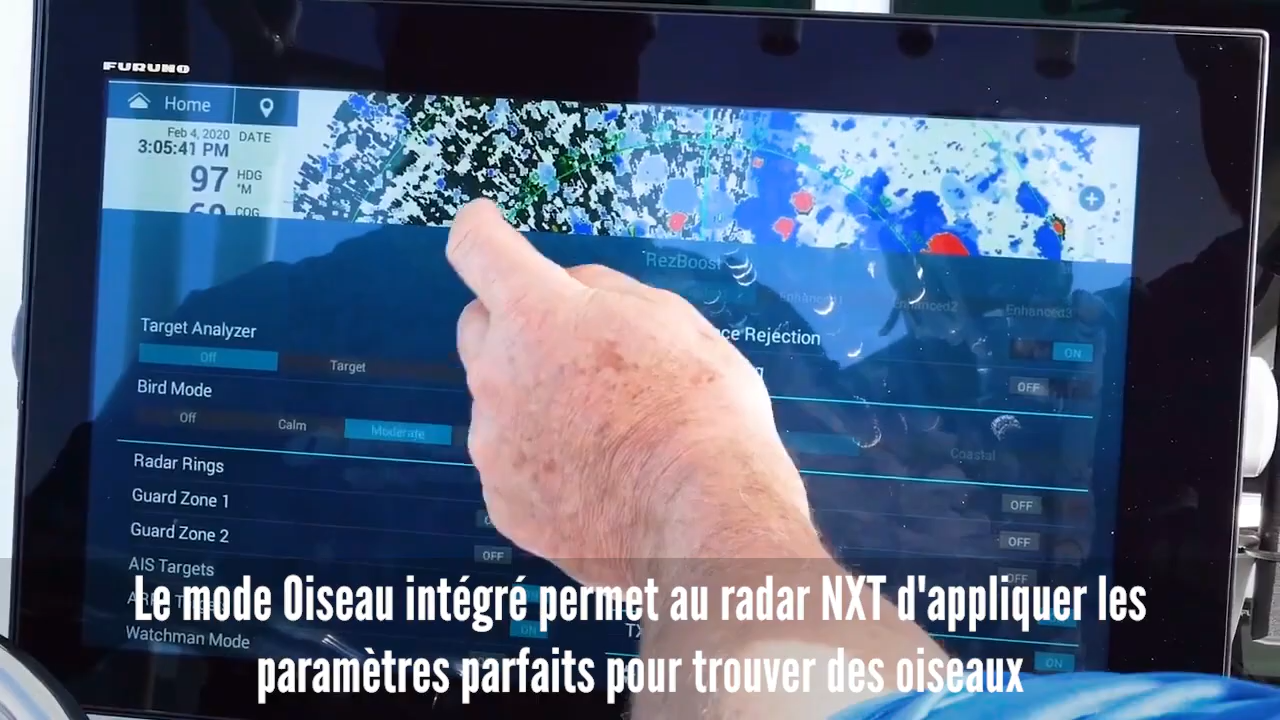 FURUNO
Home
Feb 4, 2020 DATE
3:05:41 PM
97 HDG
°M
60 COG
RezBoost
Enhanced1 Enhanced2 Enhanced3
Target Analyzer
ce Rejection
Off Target
ON
Bird Mode
OFF
Off Calm Moderate
Coastal
Radar Rings
Guard Zone 1
OFF
Guard Zone 2
OFF
OFF
AIS Targets
OFF
Watchman Mode
ON
ON
Le mode Oiseau intégré permet au radar NXT d'appliquer les
paramètres parfaits pour trouver des oiseaux